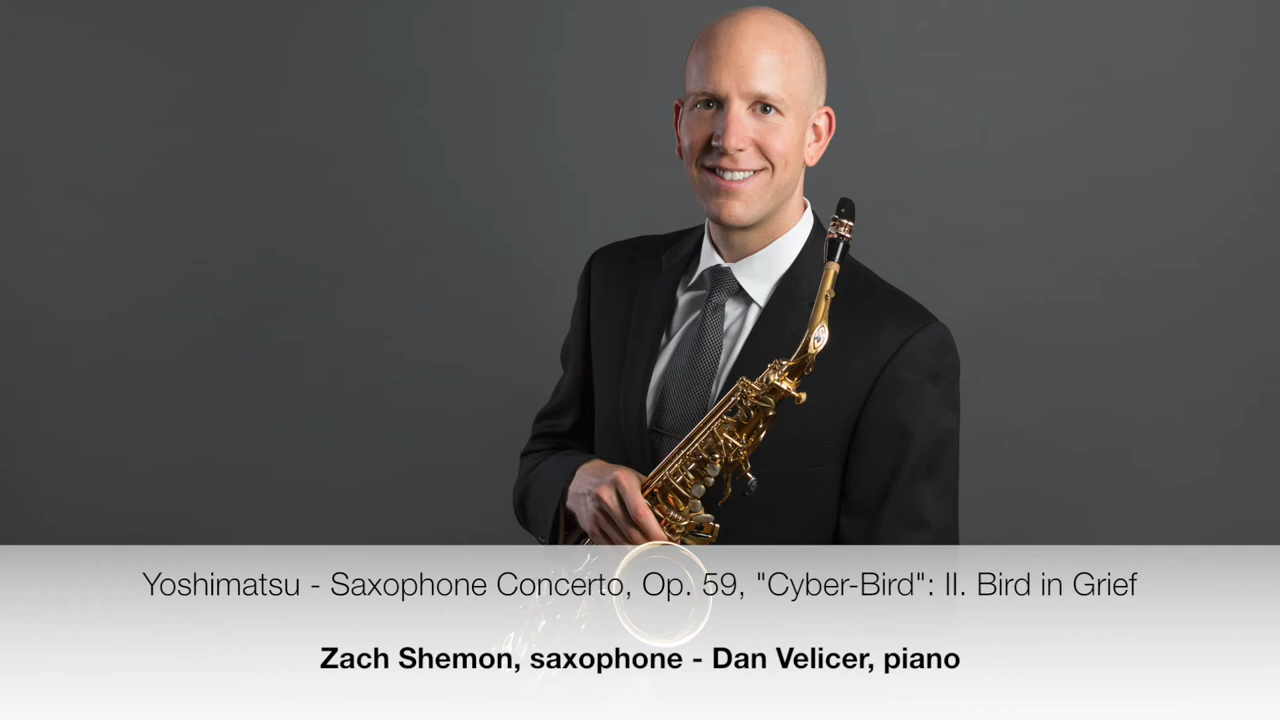 Yoshimatsu - Saxophone Concerto, Op. 59, "Cyber-Bird": II. Bird in Grief
Zach Shemon, saxophone - Dan Velicer, piano